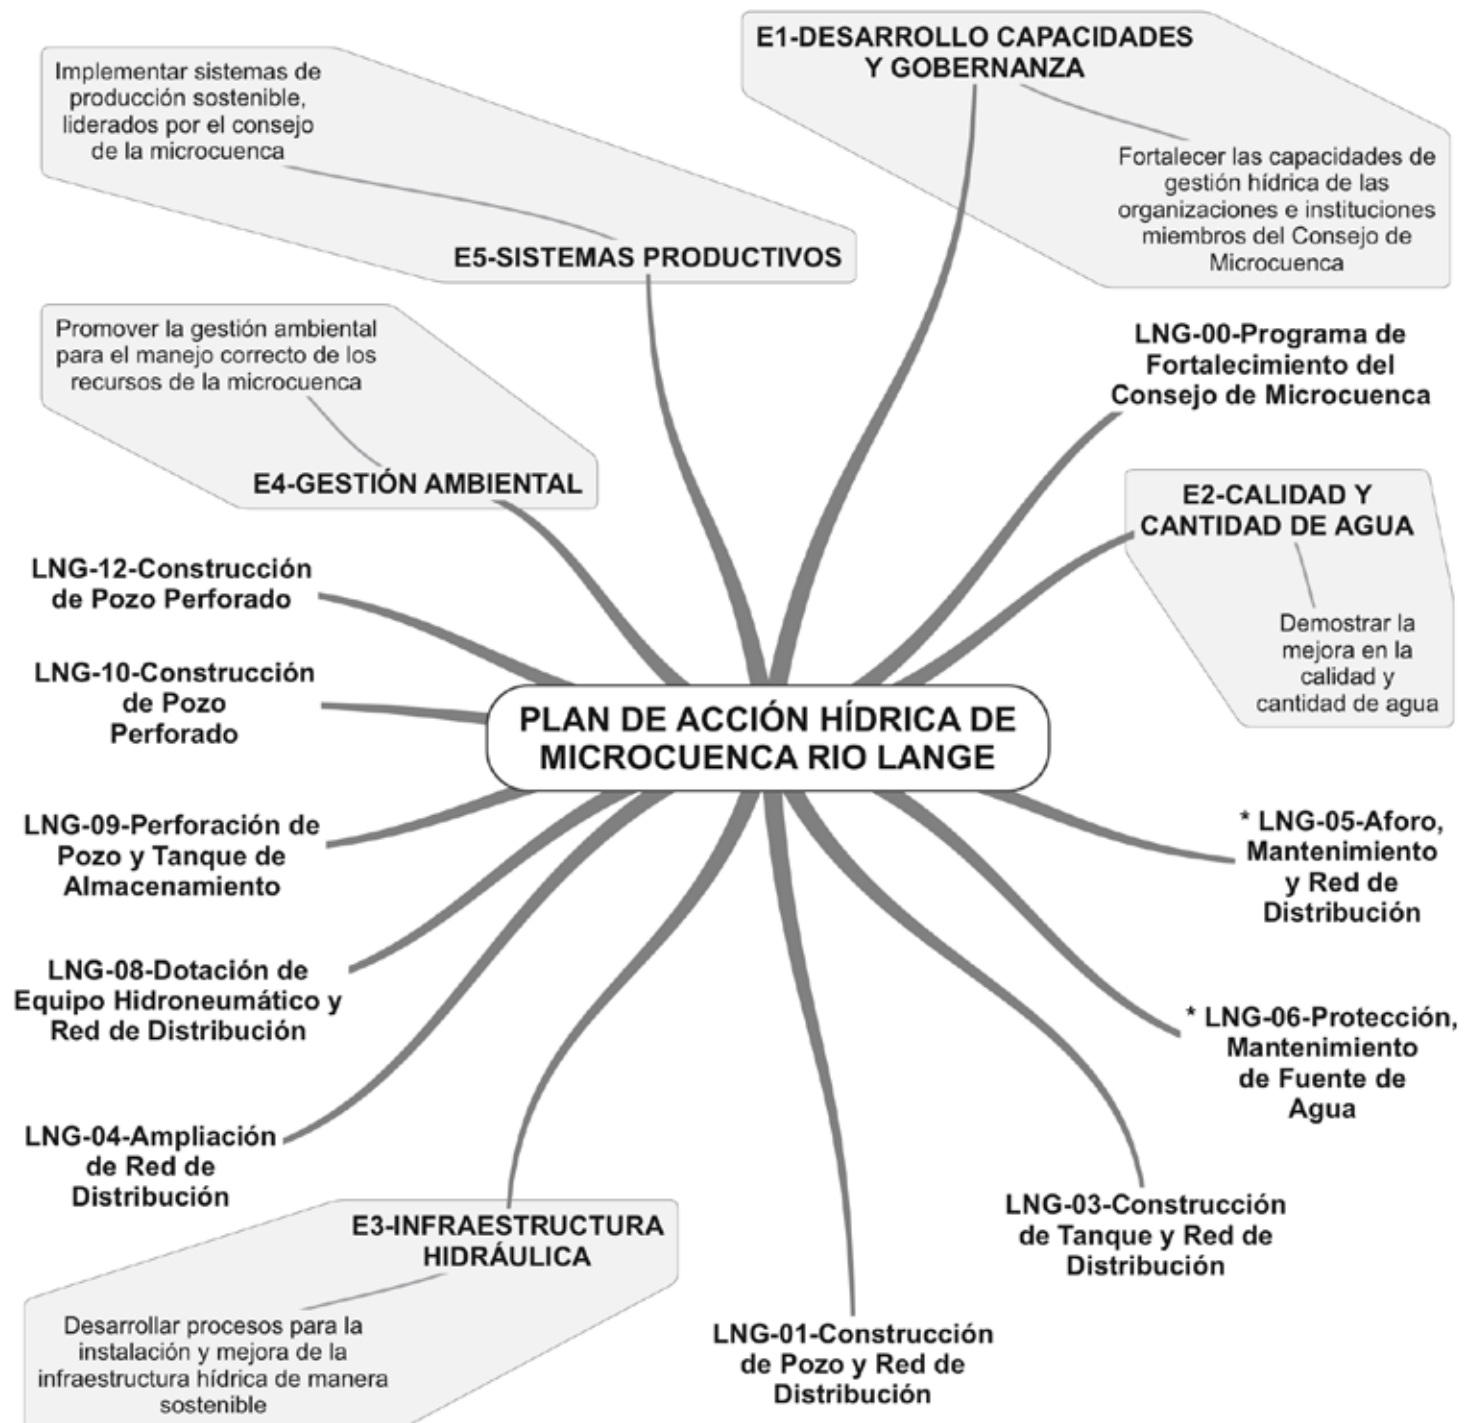 E1-DESARROLLO CAPACIDADES
Y GOBERNANZA
Fortalecer las capacidades de
gestión hídrica de las
organizaciones e instituciones
miembros del Consejo de
Microcuenca
LNG-00-Programa de
Fortalecimiento del
Consejo de Microcuenca
E2-CALIDAD Y
CANTIDAD DE AGUA
Demostrar la
mejora en la
calidad y
cantidad de agua
Implementar sistemas de
producción sostenible,
liderados por el consejo
de la microcuenca
E5-SISTEMAS PRODUCTIVOS
Promover la gestión ambiental
para el manejo correcto de los
recursos de la microcuenca
E4-GESTIÓN AMBIENTAL
LNG-12-Construcción
de Pozo Perforado
LNG-10-Construcción
de Pozo
Perforado
PLAN DE ACCIÓN HÍDRICA DE
MICROCUENCA RIO LANGE
LNG-09-Perforación de
Pozo y Tanque de
Almacenamiento
LNG-08-Dotación de
Equipo Hidroneumático y
Red de Distribución
LNG-04-Ampliación
de Red de
Distribución
E3-INFRAESTRUCTURA
HIDRÁULICA
Desarrollar procesos para la
instalación y mejora de la
infraestructura hídrica de manera
sostenible
* LNG-05-Aforo,
Mantenimiento
y Red de
Distribución
* LNG-06-Protección,
Mantenimiento
de Fuente de
Agua
LNG-03-Construcción
de Tanque y Red de
Distribución
LNG-01-Construcción
de Pozo y Red de
Distribución